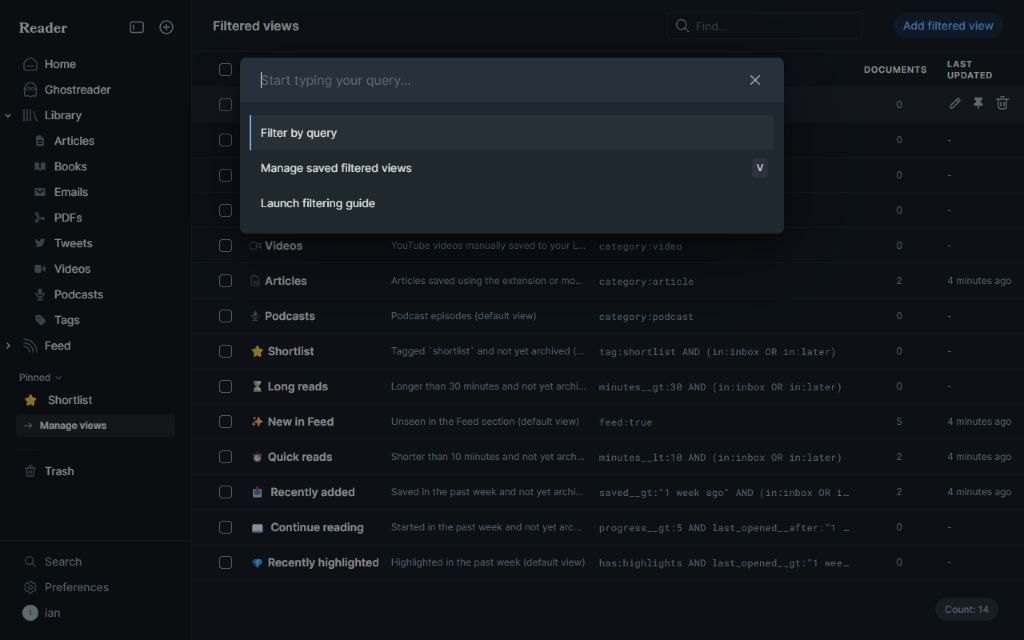 Reader
Home
Ghostreader
Library
Articles
Books
Emails
PDFs
Tweets
Videos
Podcasts
Tags
Feed
Pinned
Shortlist
Manage views
Trash
Search
Preferences
I ian
Filtered views
Find...
Add filtered view
DOCUMENTS LAST
UPDATED
Start typing your query...
Filter by query
Manage saved filtered views V
Launch filtering guide
0
0 -
0 -
0 -
Videos YouTube videos manually saved to your L... category:video 0 -
Articles Articles saved using the extension or mo... category:article 2 4 minutes ago
Podcasts Podcast episodes (default view) category:podcast 0 -
Shortlist Tagged `shortlist` and not yet archived (... tag:shortlist AND (in:inbox OR in:later) 0 -
Long reads Longer than 30 minutes and not yet archi... minutes__gt:30 AND (in:inbox OR in:later) 0 -
New in Feed Unseen in the Feed section (default view) feed:true 5 4 minutes ago
Quick reads Shorter than 10 minutes and not yet arch... minutes__lt:10 AND (in:inbox OR in:later) 2 4 minutes ago
Recently added Saved in the past week and not yet archi... saved__gt:"1 week ago" AND (in:inbox OR i... 2 4 minutes ago
Continue reading Started in the past week and not yet arc... progress__gt:5 AND last_opened__after:"1 ... 0 -
Recently highlighted Highlighted in the past week (default view) has:highlights AND last_opened__gt:"1 wee... 0 -
Count: 14